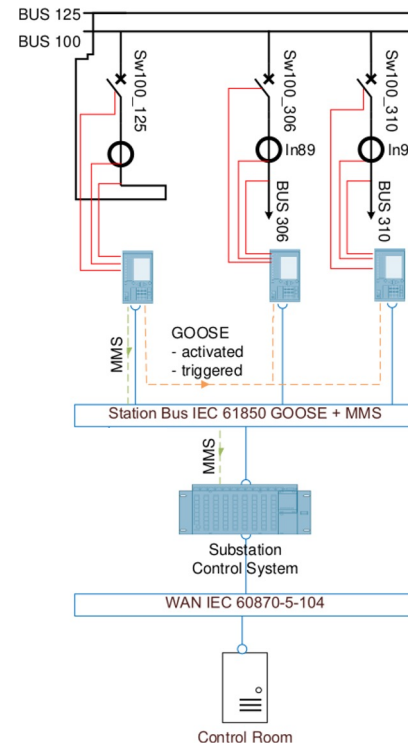 BUS 125
BUS 100
Sw100_125
Sw100_306
Sw100_310
In89
In9
BUS 306
BUS 310
GOOSE
- activated
- triggered
MMS
Station Bus IEC 61850 GOOSE + MMS
MMS
Substation
Control System
WAN IEC 60870-5-104
Control Room